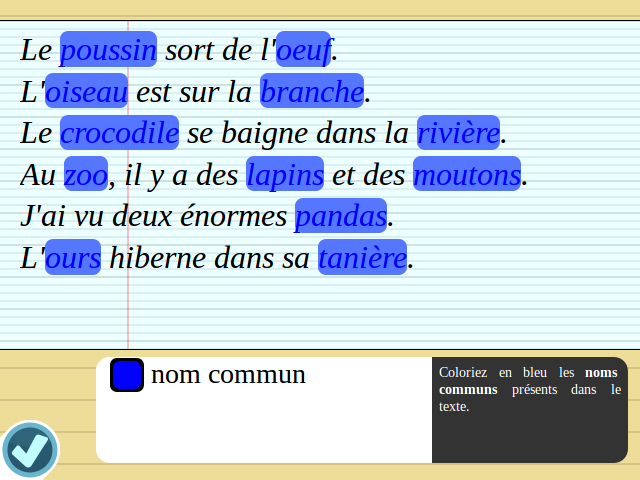 Le poussin sort de l'oeuf.
L'oiseau est sur la branche.
Le crocodile se baigne dans la rivière.
Au zoo, il y a des lapins et des moutons.
J'ai vu deux énormes pandas.
L'ours hiberne dans sa tanière.
nom commun
Coloriez en bleu les noms
communs présents dans le
texte.